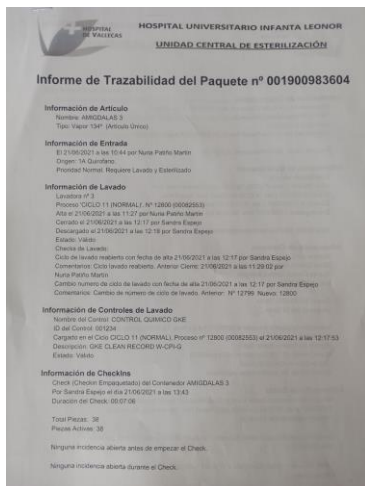 HOSPITAL DE VALLECAS
HOSPITAL UNIVERSITARIO INFANTA LEONOR
UNIDAD CENTRAL DE ESTERILIZACIÓN
Informe de Trazabilidad del Paquete nº 001900983604
Información de Artículo
Nombre: AMIGDALAS 3
Tipo: Vapor 134º (Artículo Único)
Información de Entrada
El 21/06/2021 a las 10:44 por Nuria Patiño Martin
Origen: 1A Quirofano.
Prioridad Normal. Requiere Lavado y Esterilizado
Información de Lavado
Lavadora nº 3
Proceso 'CICLO 11 (NORMAL)', Nº 12800 (00082553)
Alta el 21/06/2021 a las 11:27 por Nuria Patiño Martin
Cerrado el 21/06/2021 a las 12:17 por Sandra Espejo
Descargado el 21/06/2021 a las 12:18 por Sandra Espejo
Estado: Válido
Checks de Lavado:
Ciclo de lavado reabierto con fecha de alta 21/06/2021 a las 12:17 por Sandra Espejo
Comentarios: Ciclo lavado reabierto. Anterior Cierre: 21/06/2021 a las 11:29:02 por
Nuria Patiño Martin
Cambio numero de ciclo de lavado con fecha de alta 21/06/2021 a las 12:17 por Sandra Espejo
Comentarios: Cambio de número de ciclo de lavado. Anterior: Nº 12799 Nuevo: 12800
Información de Controles de Lavado
Nombre del Control: CONTROL QUIMICO GKE
ID del Control: 001234
Cargado en el Ciclo CICLO 11 (NORMAL), Proceso nº 12800 (00082553) el 21/06/2021 a las 12:17:53
Descripción: GKE CLEAN RECORD W-CPI-G
Estado: Válido
Información de Checkins
Check (Checkin Empaquetado) del Contenedor AMIGDALAS 3
Por Sandra Espejo el día 21/06/2021 a las 13:43
Duración del Check: 00:07:06
Total Piezas: 38
Piezas Activas: 38
Ninguna incidencia abierta antes de empezar el Check.
Ninguna incidencia abierta durante el Check.